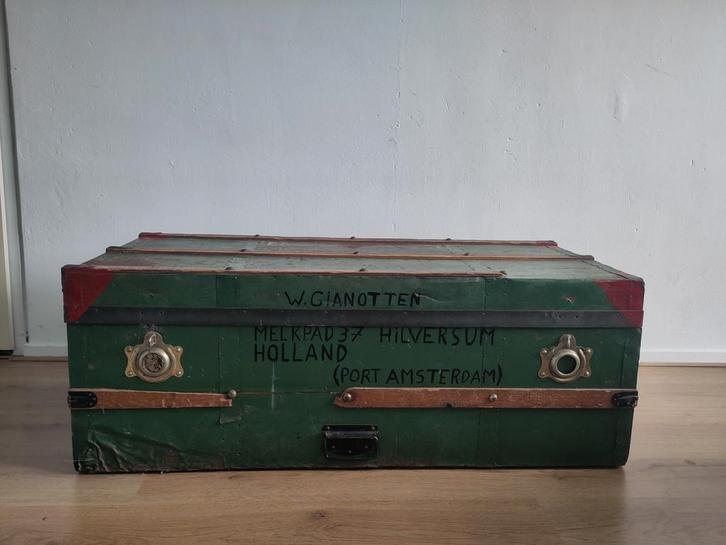 W. GIANOTTEN
MELKPAD 37 HILVERSUM
HOLLAND
(PORT AMSTERDAM)